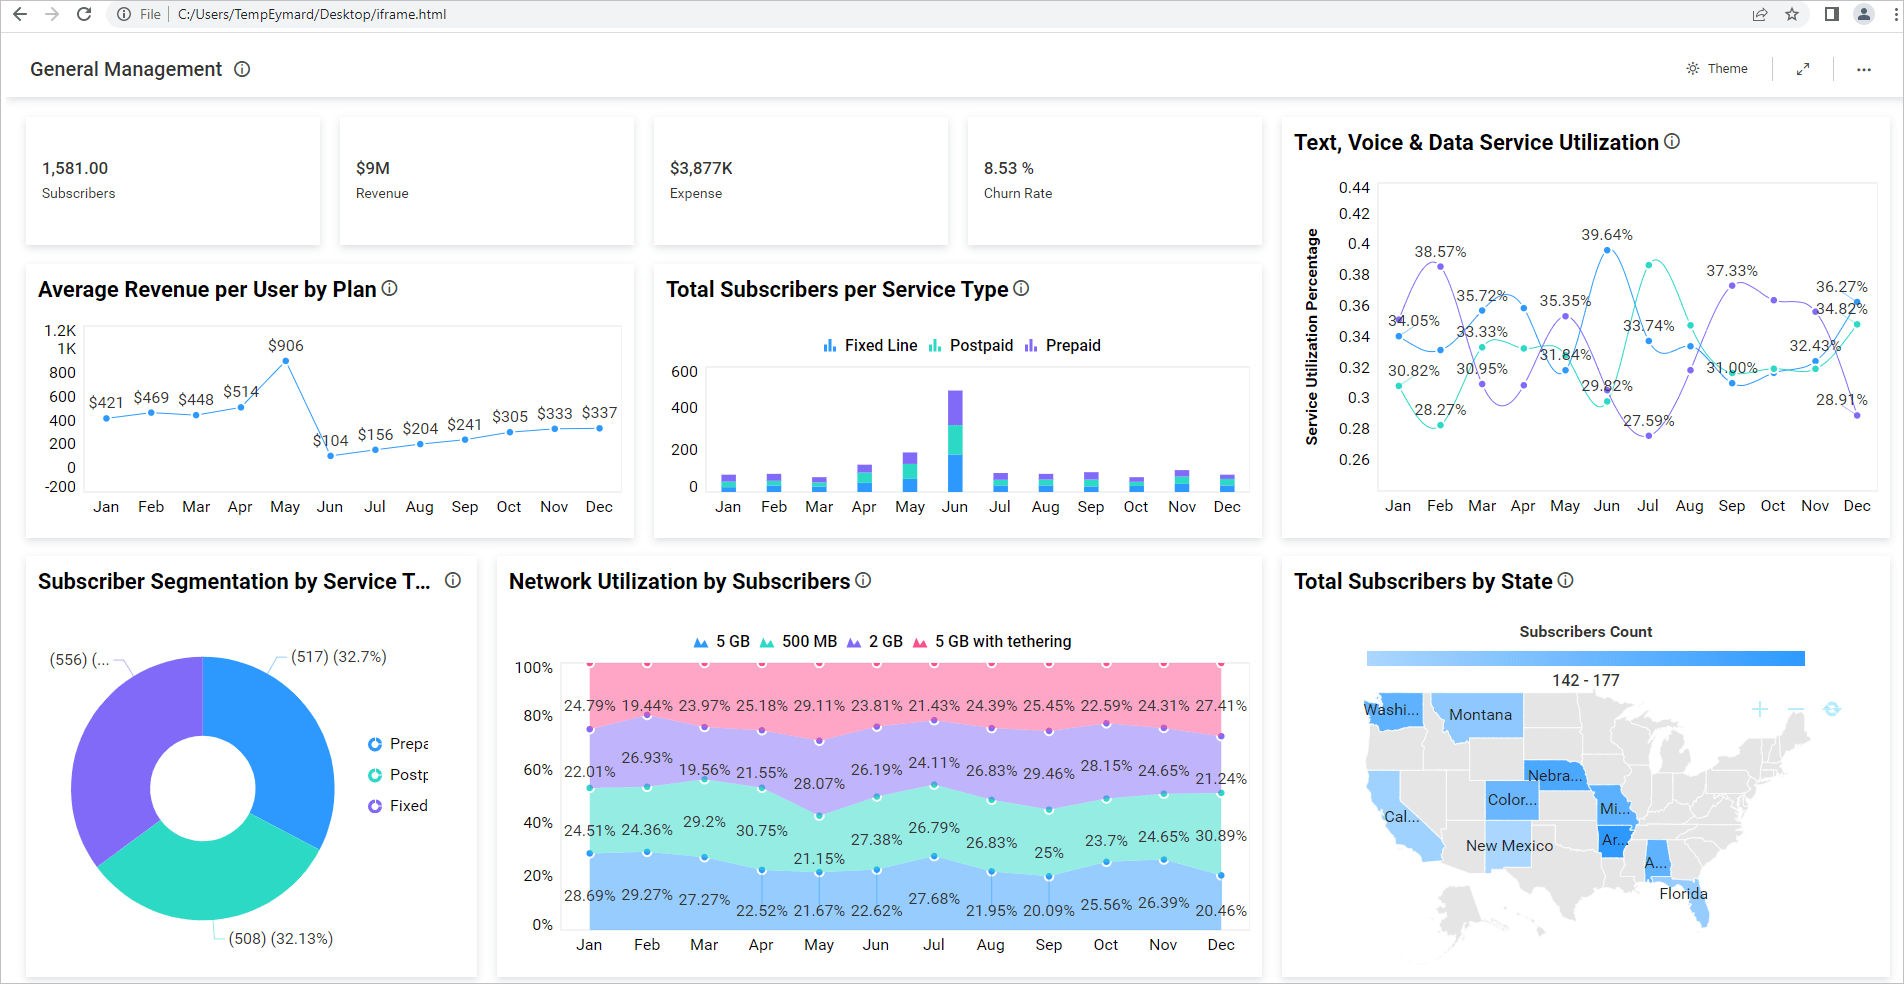 File C:/Users/TempEymard/Desktop/iframe.html
General Management
Theme
1,581.00
Subscribers
$9M
Revenue
$3,877K
Expense
8.53 %
Churn Rate
Average Revenue per User by Plan
1.2K
1K
800
600
400
200
0
-200
$421 $469 $448 $514 $906 $104 $156 $204 $241 $305 $333 $337
Jan Feb Mar Apr May Jun Jul Aug Sep Oct Nov Dec
Total Subscribers per Service Type
Fixed Line Postpaid Prepaid
600
400
200
0
Jan Feb Mar Apr May Jun Jul Aug Sep Oct Nov Dec
Text, Voice & Data Service Utilization
Service Utilization Percentage
0.44
0.42
0.4
0.38
0.36
0.34
0.32
0.3
0.28
0.26
39.64%
38.57%
37.33%
35.72% 35.35% 36.27%
34.82%
34.05% 33.33% 33.74%
32.43%
31.84%
30.82% 30.95% 31.00%
29.82%
28.27% 28.91%
27.59%
Jan Feb Mar Apr May Jun Jul Aug Sep Oct Nov Dec
Subscriber Segmentation by Service T...
(556) (...
(517) (32.7%)
(508) (32.13%)
Prepa
Postp
Fixed
Network Utilization by Subscribers
5 GB 500 MB 2 GB 5 GB with tethering
100%
80%
60%
40%
20%
0%
24.79% 19.44% 23.97% 25.18% 29.11% 23.81% 21.43% 24.39% 25.45% 22.59% 24.31% 27.41%
22.01% 26.93% 19.56% 21.55% 28.07% 26.19% 24.11% 26.83% 29.46% 28.15% 24.65% 21.24%
24.51% 24.36% 29.2% 30.75% 21.15% 27.38% 26.79% 26.83% 25% 23.7% 24.65% 30.89%
28.69% 29.27% 27.27% 22.52% 21.67% 22.62% 27.68% 21.95% 20.09% 25.56% 26.39% 20.46%
Jan Feb Mar Apr May Jun Jul Aug Sep Oct Nov Dec
Total Subscribers by State
Subscribers Count
142 - 177
Washi...
Montana
Nebra...
Color...
Mi...
Cal...
Ar...
New Mexico
A...
Florida